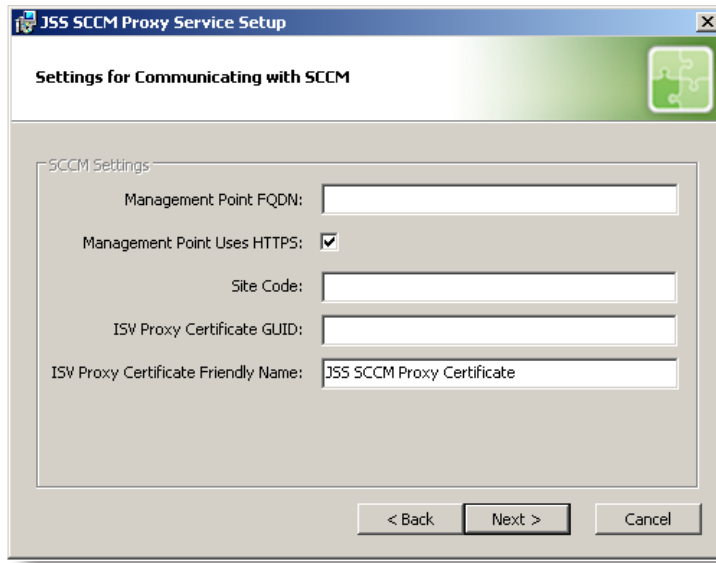 JSS SCCM Proxy Service Setup
Settings for Communicating with SCCM
SCCM Settings
Management Point FQDN:
Management Point Uses HTTPS:
Site Code:
ISV Proxy Certificate GUID:
ISV Proxy Certificate Friendly Name: JSS SCCM Proxy Certificate
< Back Next > Cancel